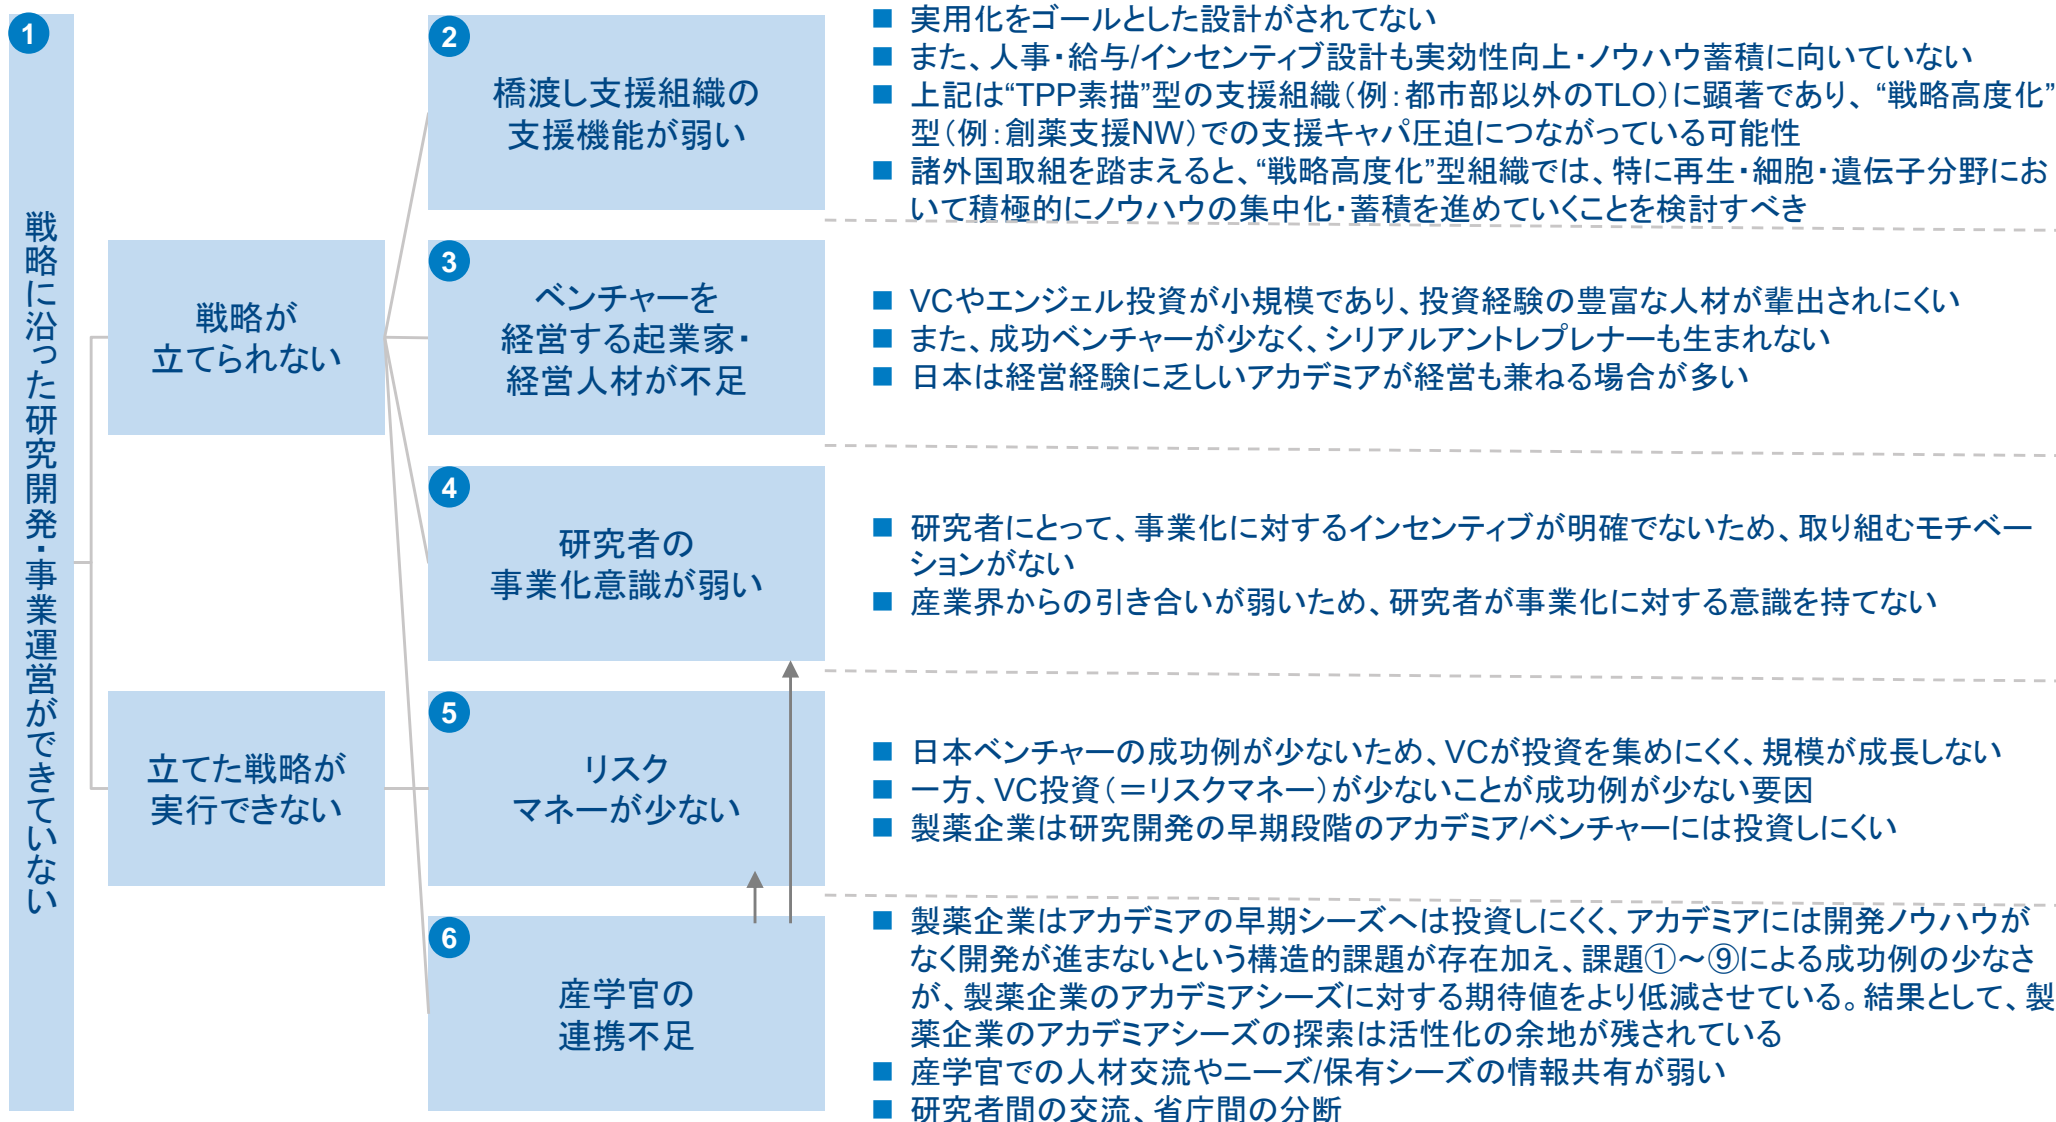 1
戦略に沿った研究開発・事業運営ができていない
戦略が
立てられない
立てた戦略が
実行できない
2
橋渡し支援組織の
支援機能が弱い
■ 実用化をゴールとした設計がされてない
■ また、人事・給与/インセンティブ設計も実効性向上・ノウハウ蓄積に向いていない
■ 上記は“TPP素描”型の支援組織(例：都市部以外のTLO)に顕著であり、“戦略高度化”
型(例：創薬支援NW)での支援キャパ圧迫につながっている可能性
■ 諸外国取組を踏まえると、“戦略高度化”型組織では、特に再生・細胞・遺伝子分野にお
いて積極的にノウハウの集中化・蓄積を進めていくことを検討すべき
3
ベンチャーを
経営する起業家・
経営人材が不足
■ VCやエンジェル投資が小規模であり、投資経験の豊富な人材が輩出されにくい
■ また、成功ベンチャーが少なく、シリアルアントレプレナーも生まれない
■ 日本は経営経験に乏しいアカデミアが経営も兼ねる場合が多い
4
研究者の
事業化意識が弱い
■ 研究者にとって、事業化に対するインセンティブが明確でないため、取り組むモチベー
ションがない
■ 産業界からの引き合いが弱いため、研究者が事業化に対する意識を持てない
5
リスク
マネーが少ない
■ 日本ベンチャーの成功例が少ないため、VCが投資を集めにくく、規模が成長しない
■ 一方、VC投資(＝リスクマネー)が少ないことが成功例が少ない要因
■ 製薬企業は研究開発の早期段階のアカデミア/ベンチャーには投資しにくい
6
産学官の
連携不足
■ 製薬企業はアカデミアの早期シーズへは投資しにくく、アカデミアには開発ノウハウが
なく開発が進まないという構造的課題が存在加え、課題①～⑨による成功例の少なさ
が、製薬企業のアカデミアシーズに対する期待値をより低減させている。結果として、製
薬企業のアカデミアシーズの探索は活性化の余地が残されている
■ 産学官での人材交流やニーズ/保有シーズの情報共有が弱い
■ 研究者間の交流、省庁間の分断